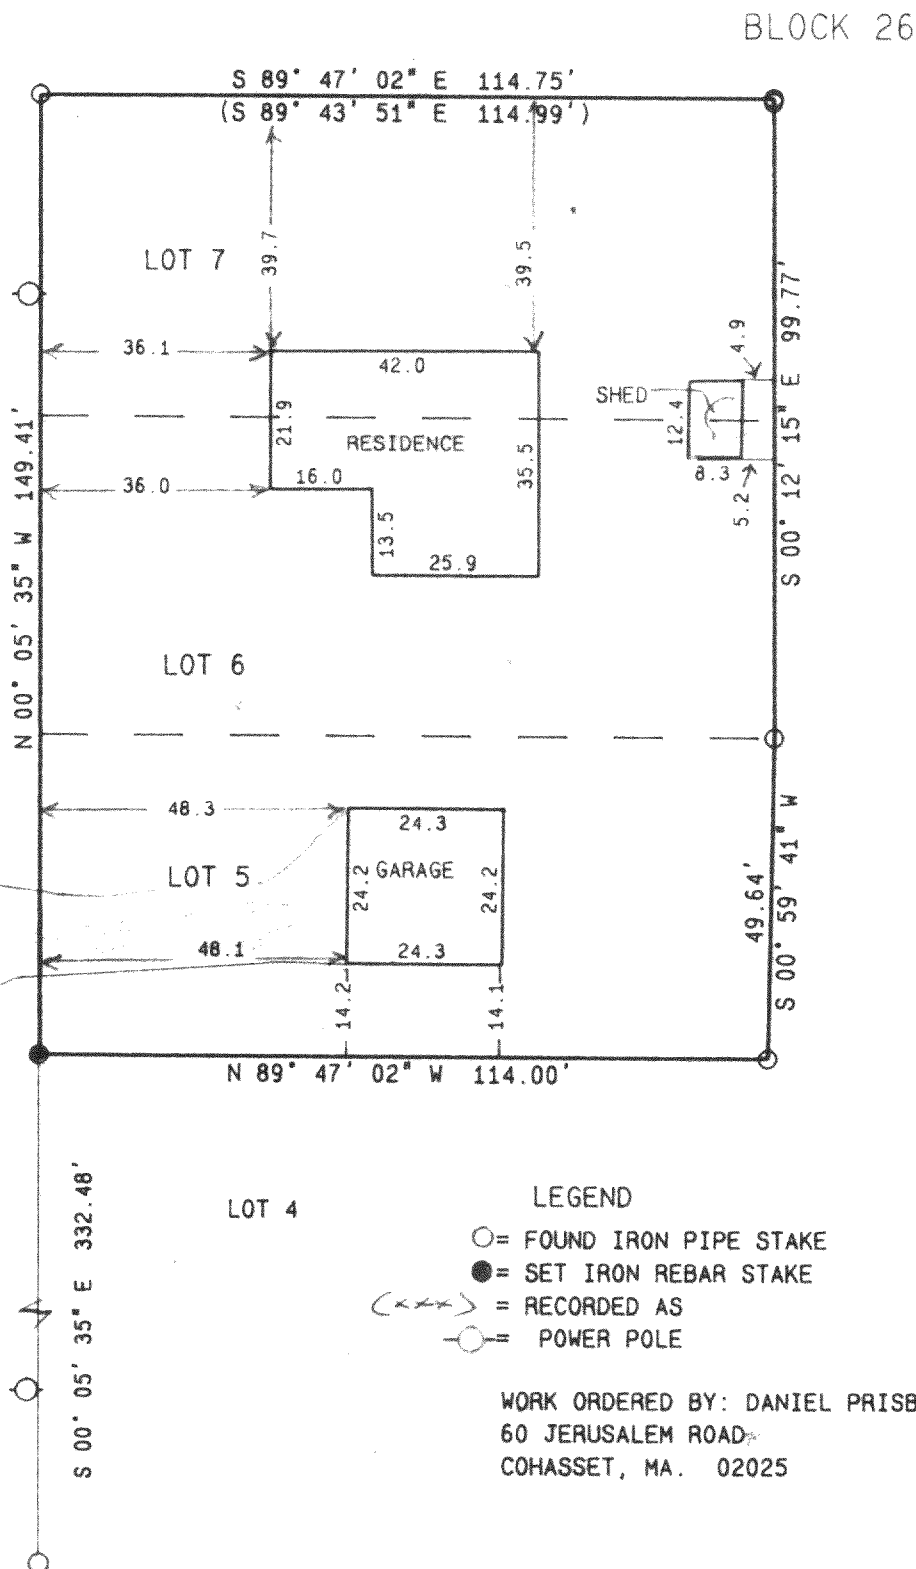 BLOCK 26
S 89° 47' 02" E 114.75'
(S 89° 43' 51" E 114.99')
39.7
39.5
LOT 7
S 00° 12' 15" E 99.77'
36.1
42.0
4.9
SHED
12.4
8.3
5.2
21.9
RESIDENCE
35.5
16.0
36.0
13.5
25.9
N 00° 05' 35" W 149.41'
LOT 6
48.3
24.3
LOT 5
GARAGE
24.2
24.2
48.1
24.3
14.2
14.1
49.64'
S 00° 59' 41" W
N 89° 47' 02" W 114.00'
S 00° 05' 35" E 332.48'
LOT 4
LEGEND
= FOUND IRON PIPE STAKE
= SET IRON REBAR STAKE
(xxx) = RECORDED AS
= POWER POLE
WORK ORDERED BY: DANIEL PRISB
60 JERUSALEM ROAD
COHASSET, MA. 02025